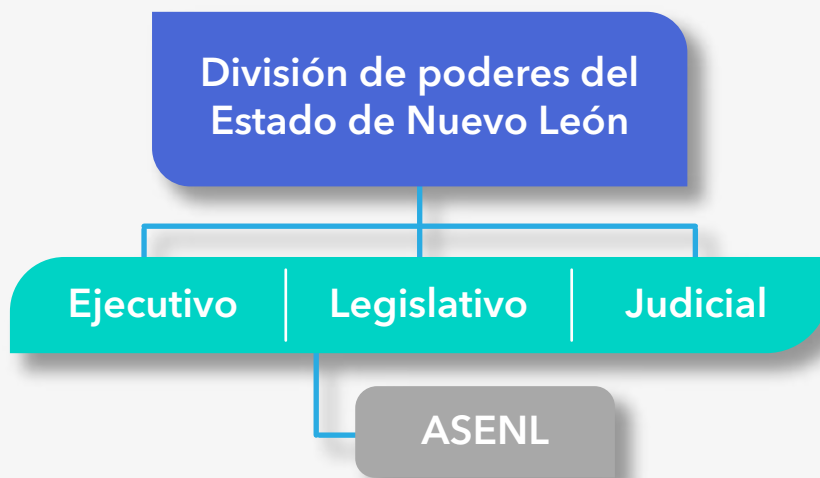 División de poderes del
Estado de Nuevo León
Ejecutivo
Legislativo
Judicial
ASENL